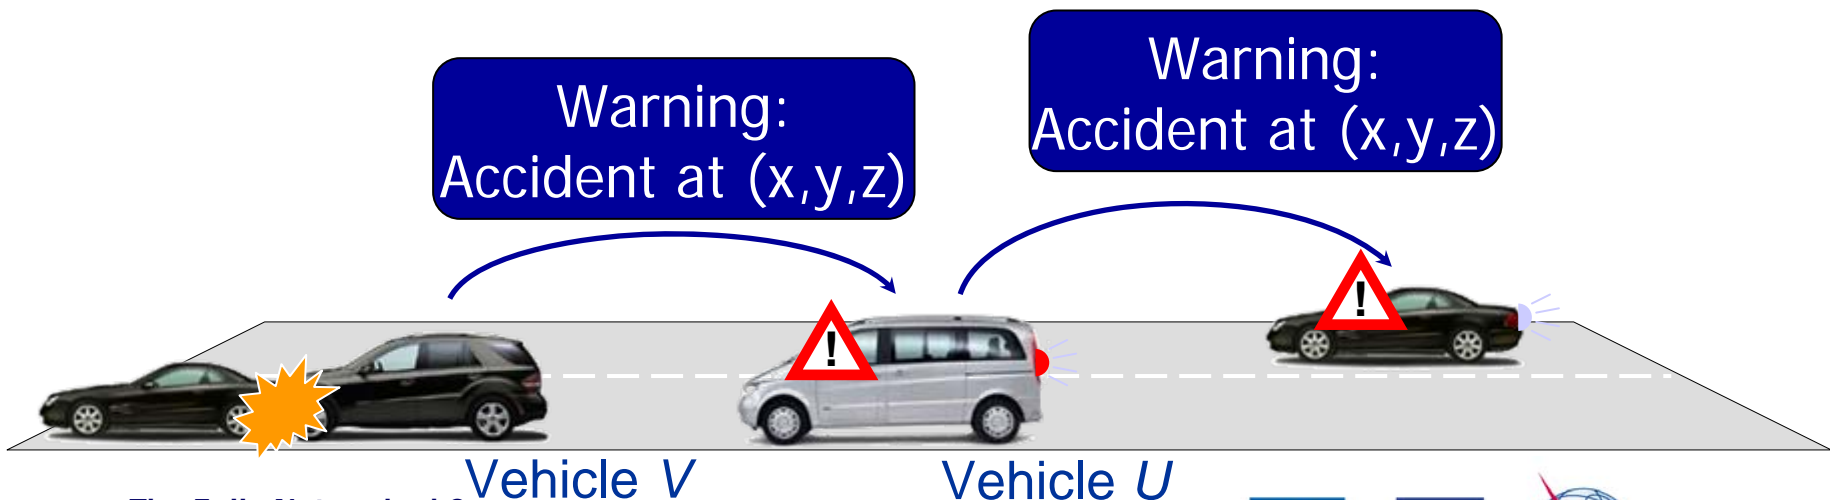 Warning:
Accident at (x,y,z)
Warning:
Accident at (x,y,z)
!
!
Vehicle V
Vehicle U